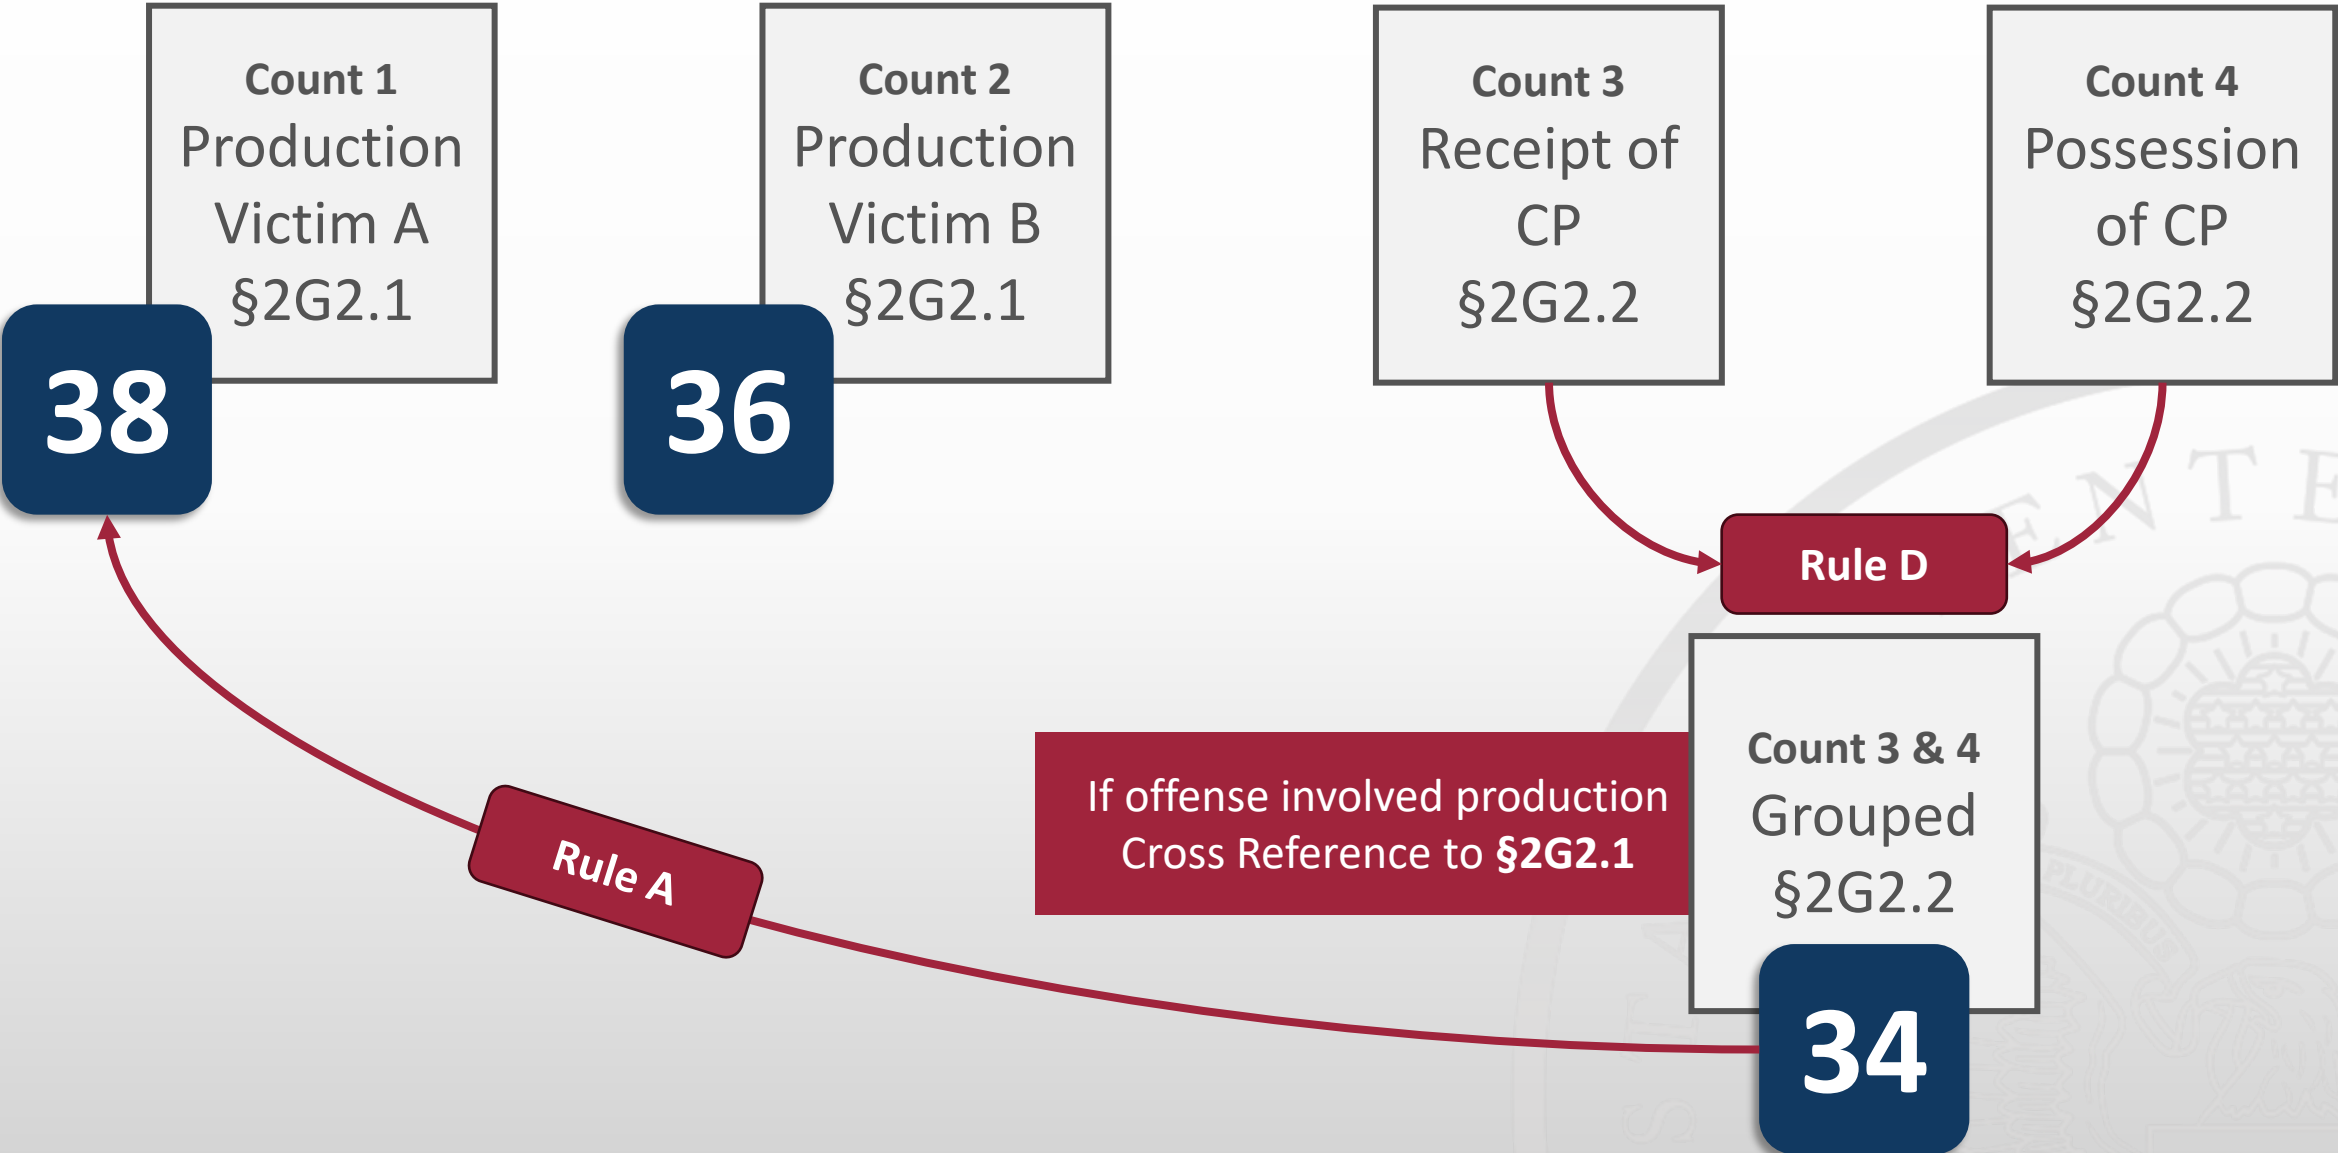 Count 1
Production
Victim A
§2G2.1
38
Count 2
Production
Victim B
§2G2.1
36
Count 3
Receipt of
CP
§2G2.2
Count 4
Possession
of CP
§2G2.2
Rule D
If offense involved production
Cross Reference to §2G2.1
Count 3 & 4
Grouped
§2G2.2
34
Rule A
ENTE
PLURIBUS